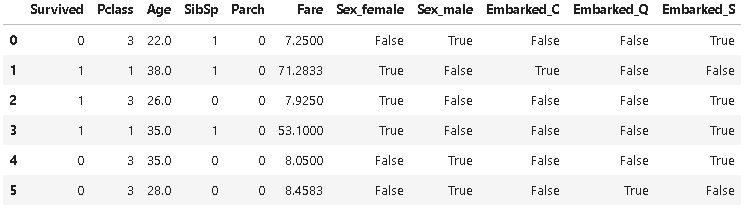 Survived Pclass Age SibSp Parch Fare Sex_female Sex_male Embarked_C Embarked_Q Embarked_S
0 0 3 22.0 1 0 7.2500 False True False False True
1 1 1 38.0 1 0 71.2833 True False True False False
2 1 3 26.0 0 0 7.9250 True False False False True
3 1 1 35.0 1 0 53.1000 True False False False True
4 0 3 35.0 0 0 8.0500 False True False False True
5 0 3 28.0 0 0 8.4583 False True False True False